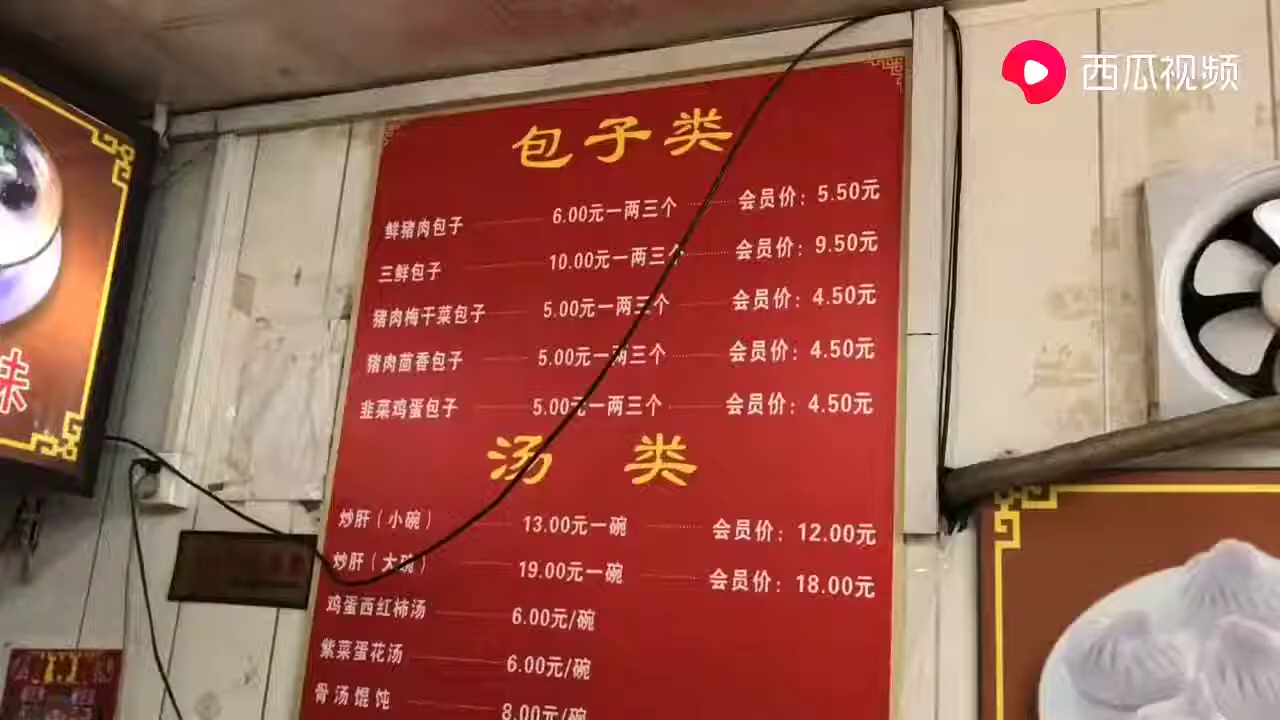 西瓜视频
包子类
鲜猪肉包子 6.00元一两三个 会员价：5.50元
三鲜包子 10.00元一两三个 会员价：9.50元
猪肉梅干菜包子 5.00元一两三个 会员价：4.50元
猪肉茴香包子 5.00元一两三个 会员价：4.50元
韭菜鸡蛋包子 5.00元一两三个 会员价：4.50元
汤 类
炒肝（小碗） 13.00元一碗 会员价：12.00元
炒肝（大碗） 19.00元一碗 会员价：18.00元
鸡蛋西红柿汤 6.00元/碗
紫菜蛋花汤 6.00元/碗
骨汤馄饨 8.00元/碗
味